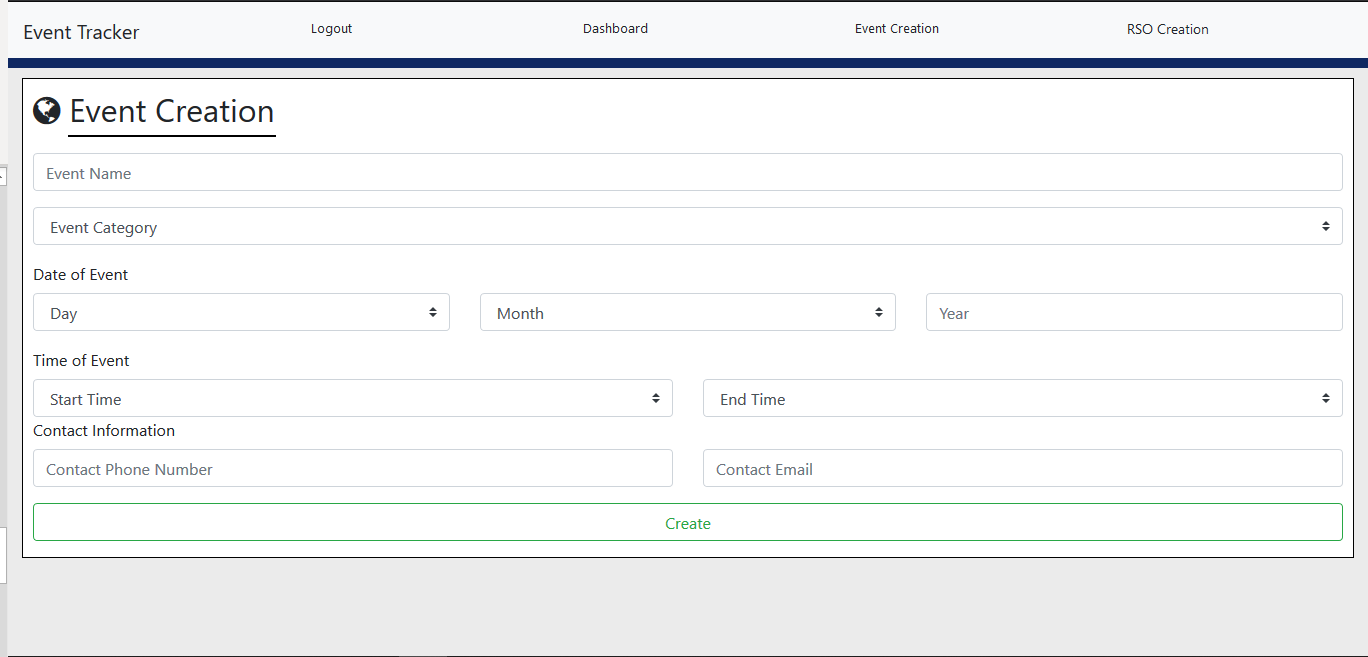 Event Tracker Logout Dashboard Event Creation RSO Creation
Event Creation
Event Name
Event Category
Date of Event
Day Month Year
Time of Event
Start Time End Time
Contact Information
Contact Phone Number Contact Email
Create